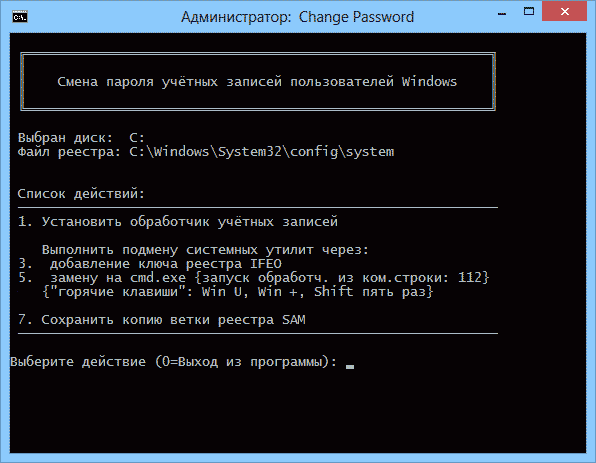 Администратор: Change Password
Смена пароля учётных записей пользователей Windows
Выбран диск: C:
Файл реестра: C:\Windows\System32\config\system
Список действий:
1. Установить обработчик учётных записей
Выполнить подмену системных утилит через:
3. добавление ключа реестра IFEO
5. замену на cmd.exe {запуск обработч. из ком.строки: 112}
{"горячие клавиши": Win U, Win +, Shift пять раз}
7. Сохранить копию ветки реестра SAM
Выберите действие (0=Выход из программы):